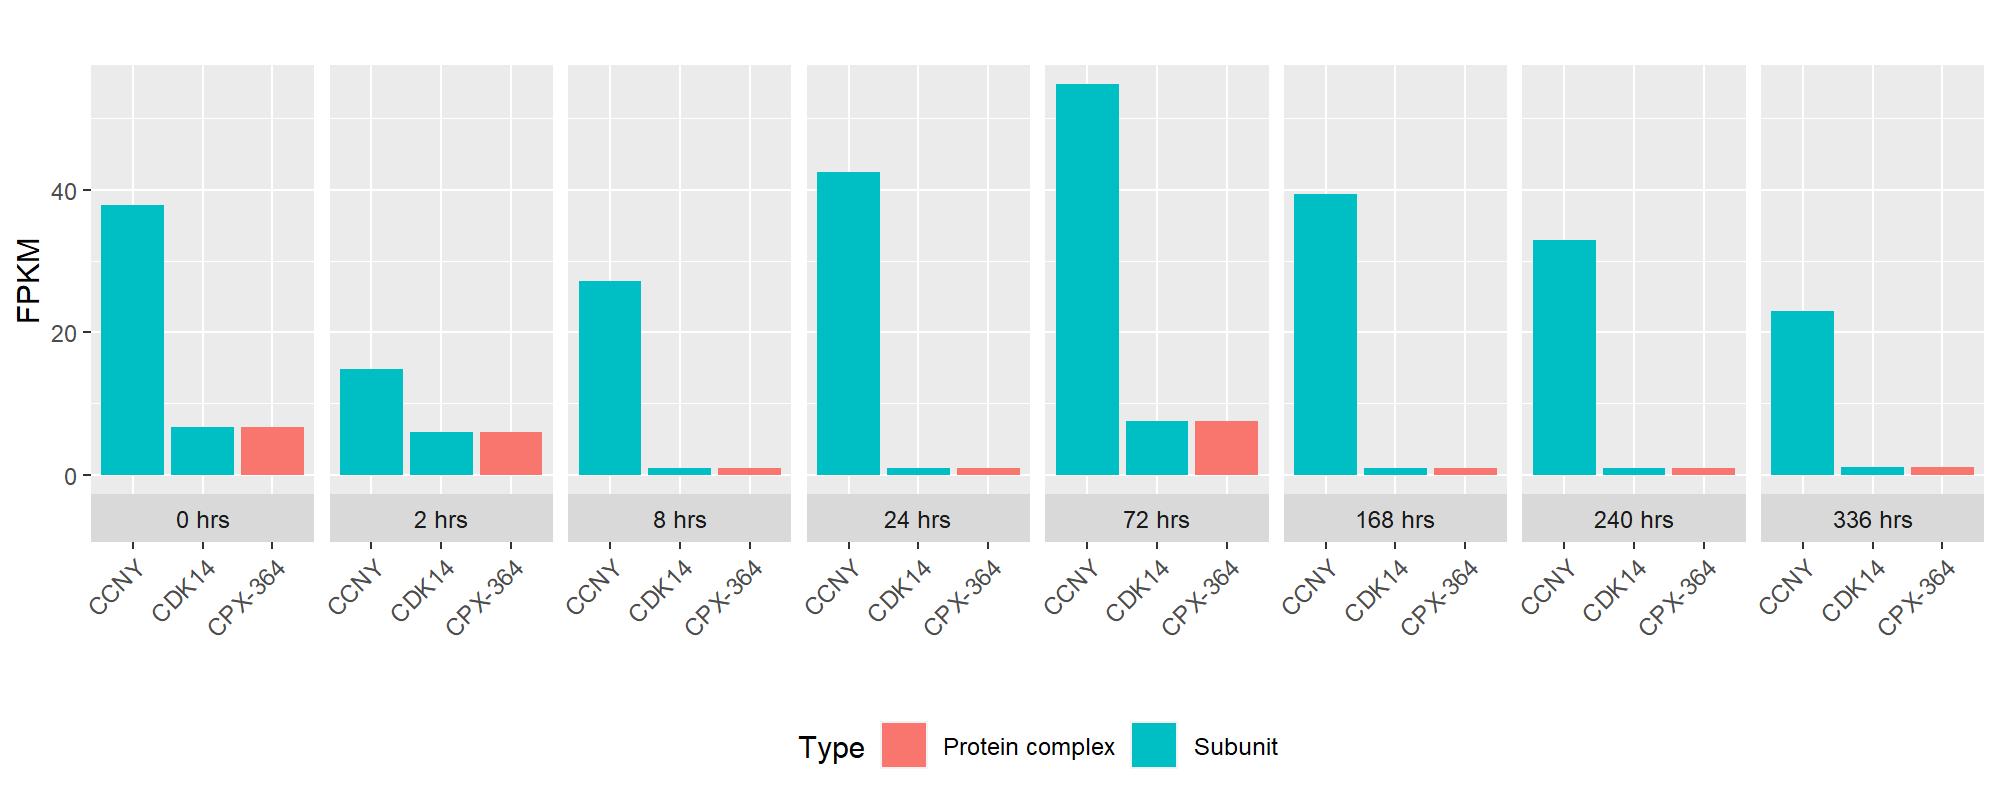 FPKM
40
20
0
0 hrs 2 hrs 8 hrs 24 hrs 72 hrs 168 hrs 240 hrs 336 hrs
CCNY CDK14 CPX-364 CCNY CDK14 CPX-364 CCNY CDK14 CPX-364 CCNY CDK14 CPX-364 CCNY CDK14 CPX-364 CCNY CDK14 CPX-364 CCNY CDK14 CPX-364 CCNY CDK14 CPX-364
Type Protein complex Subunit